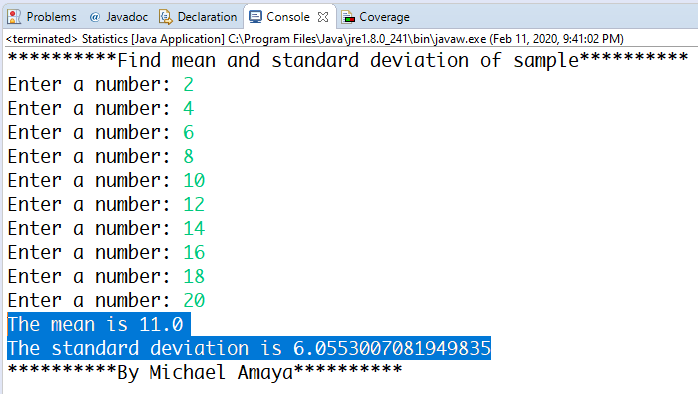 Problems @ Javadoc Declaration Console Coverage
<terminated> Statistics [Java Application] C:\Program Files\Java\jre1.8.0_241\bin\javaw.exe (Feb 11, 2020, 9:41:02 PM)
**********Find mean and standard deviation of sample**********
Enter a number: 2
Enter a number: 4
Enter a number: 6
Enter a number: 8
Enter a number: 10
Enter a number: 12
Enter a number: 14
Enter a number: 16
Enter a number: 18
Enter a number: 20
The mean is 11.0
The standard deviation is 6.0553007081949835
**********By Michael Amaya**********